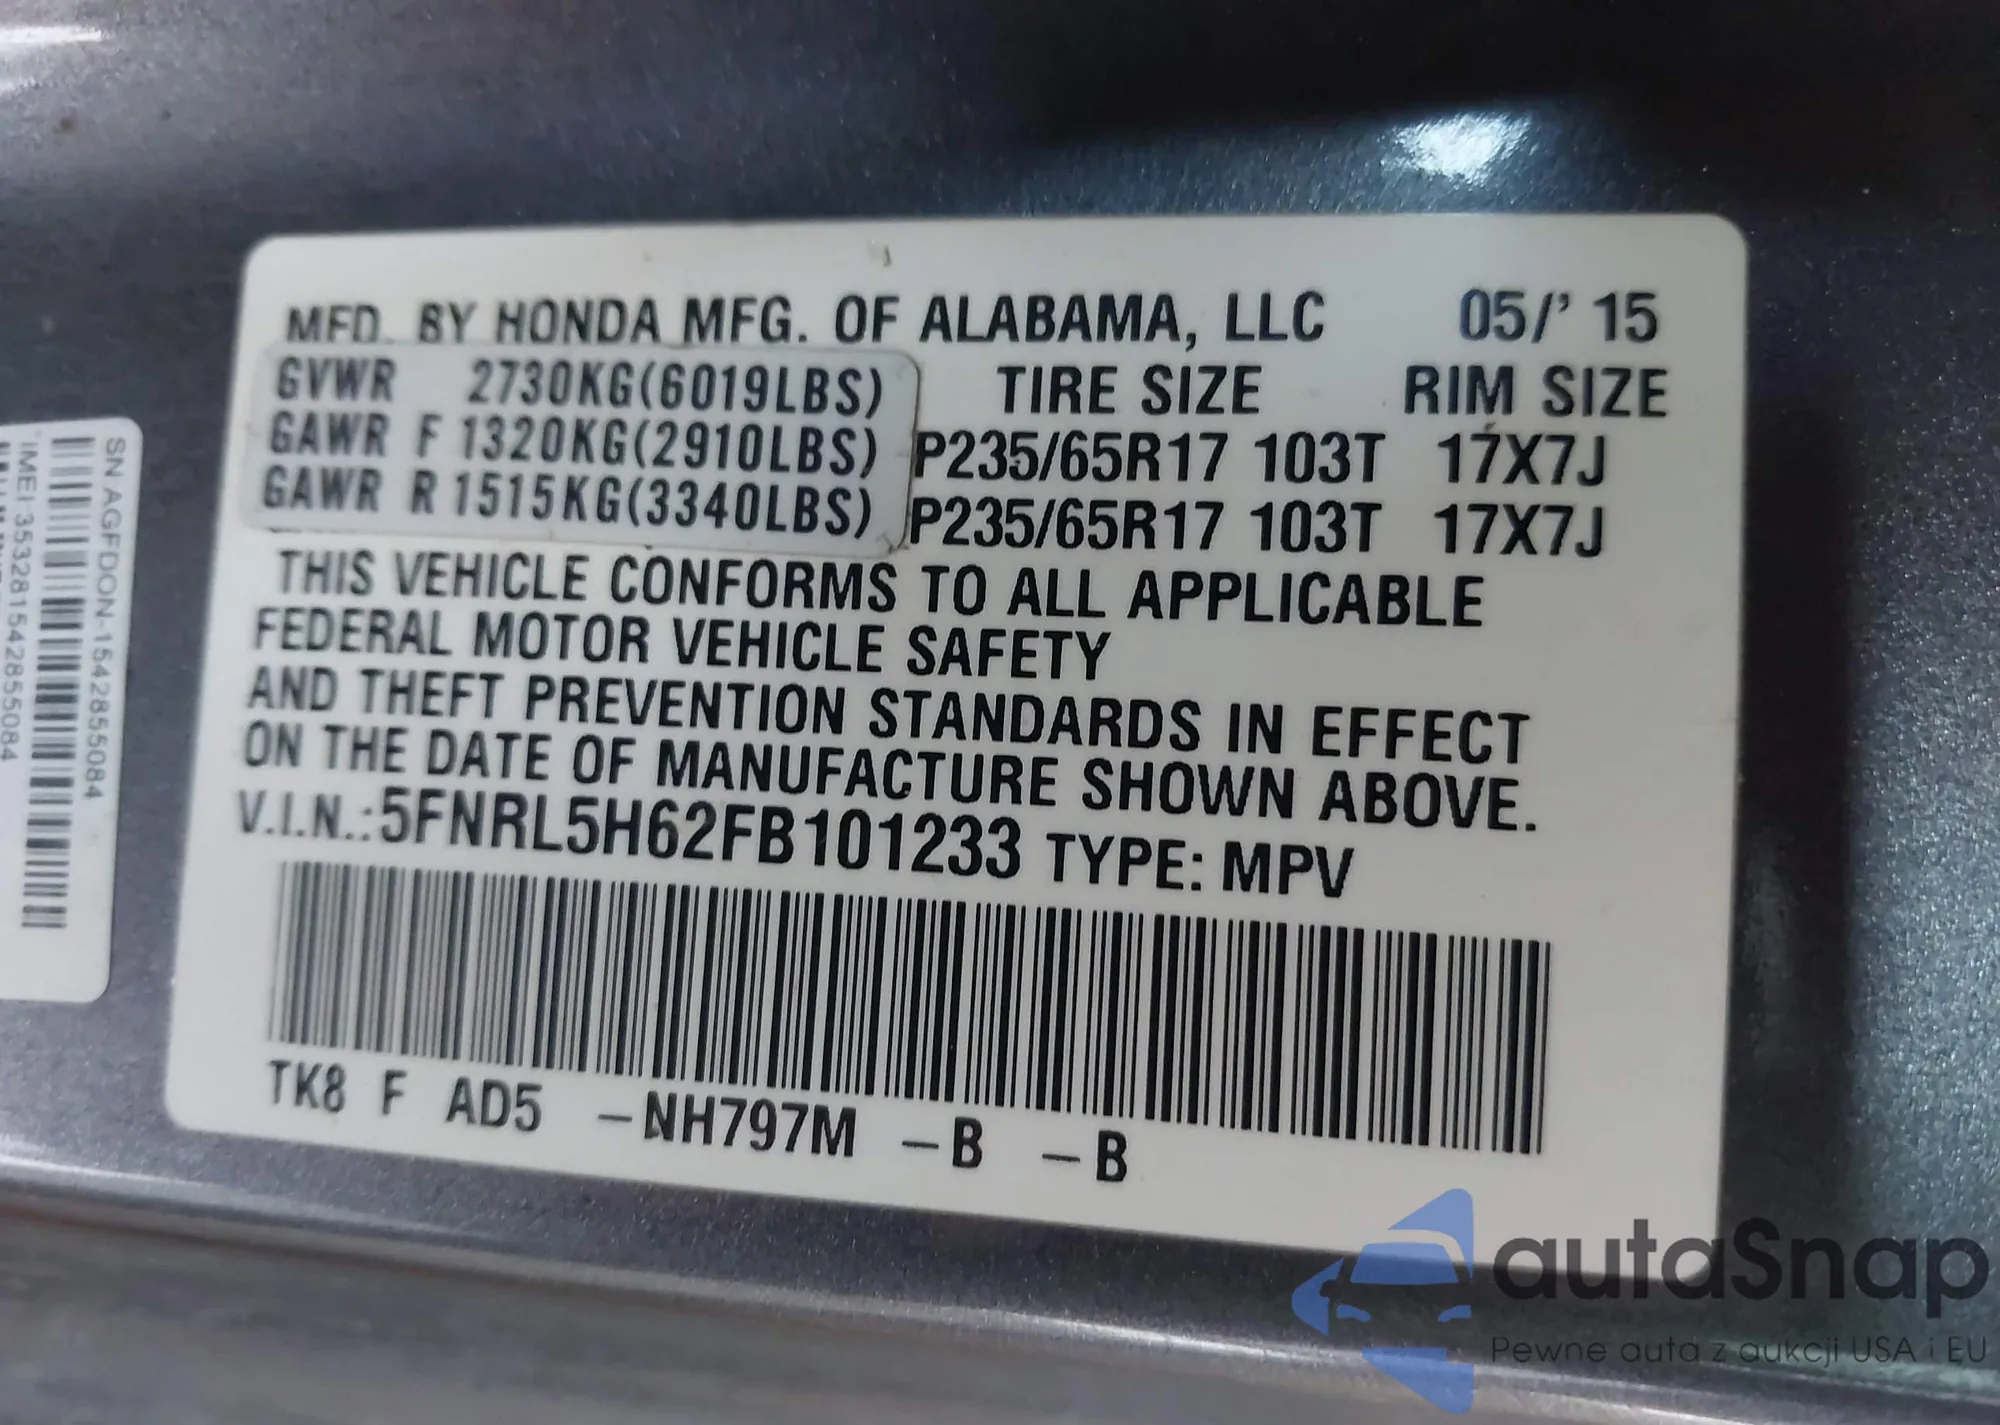 MFD. BY HONDA MFG. OF ALABAMA, LLC 05/' 15
GVWR 2730KG(6019LBS) TIRE SIZE RIM SIZE
GAWR F 1320KG(2910LBS) P235/65R17 103T 17X7J
GAWR R 1515KG(3340LBS) P235/65R17 103T 17X7J
THIS VEHICLE CONFORMS TO ALL APPLICABLE
FEDERAL MOTOR VEHICLE SAFETY
AND THEFT PREVENTION STANDARDS IN EFFECT
ON THE DATE OF MANUFACTURE SHOWN ABOVE.
V.I.N.:5FNRL5H62FB101233 TYPE: MPV
TK8 F AD5 -NH797M -B -B
SN AGFDON-1542855084
IMEI 353281542855084
autaSnap
Pewne auta z aukcji USA i EU